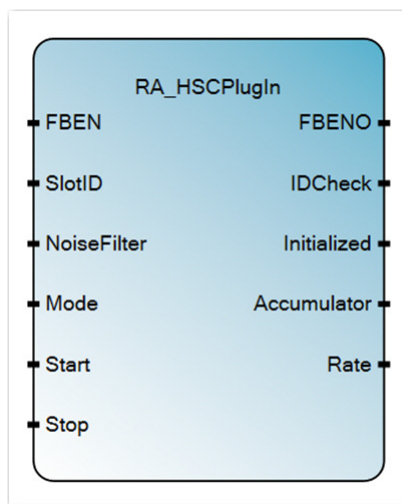 RA_HSCPlugIn
FBEN FBENO
SlotID IDCheck
NoiseFilter Initialized
Mode Accumulator
Start Rate
Stop